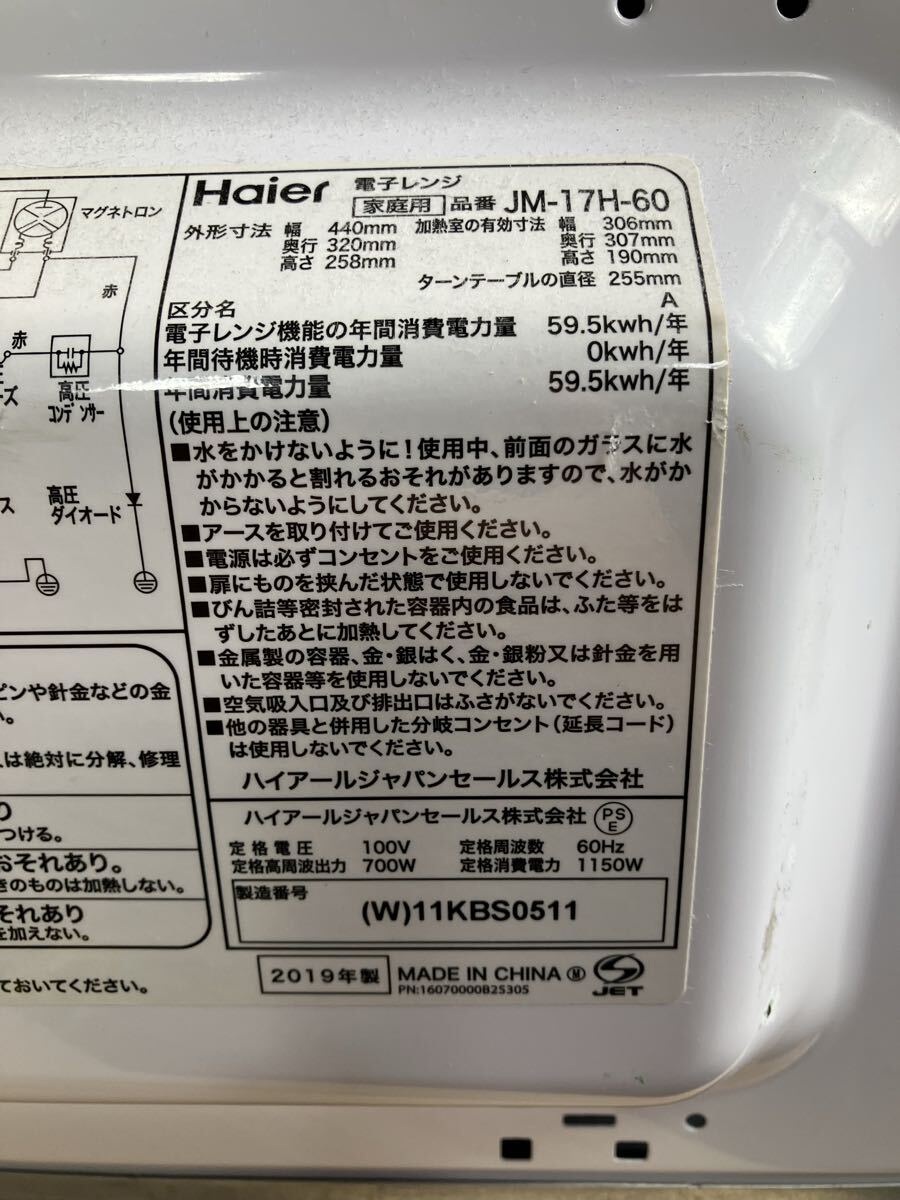 マグネトロン
赤
赤
高圧
コンデンサー
ズ
ス
高圧
ダイオード
Haier 電子レンジ
家庭用 品番 JM-17H-60
外形寸法 幅 440mm 加熱室の有効寸法 幅 306mm
奥行 320mm 奥行 307mm
高さ 258mm 高さ 190mm
ターンテーブルの直径 255mm
区分名 A
電子レンジ機能の年間消費電力量 59.5kwh/年
年間待機時消費電力量 0kwh/年
年間消費電力量 59.5kwh/年
(使用上の注意)
■水をかけないように!使用中、前面のガラスに水
がかかると割れるおそれがありますので、水がか
からないようにしてください。
■アースを取り付けてご使用ください。
■電源は必ずコンセントをご使用ください。
■扉にものを挟んだ状態で使用しないでください。
■びん詰等密封された容器内の食品は、ふた等をは
ずしたあとに加熱してください。
■金属製の容器、金・銀はく、金・銀粉又は針金を用
いた容器等を使用しないでください。
■空気吸入口及び排出口はふさがないでください。
■他の器具と併用した分岐コンセント(延長コード)
は使用しないでください。
ハイアールジャパンセールス株式会社
ハイアールジャパンセールス株式会社 PSE
定格電圧 100V 定格周波数 60Hz
定格高周波出力 700W 定格消費電力 1150W
製造番号
(W)11KBS0511
2019年製 MADE IN CHINA Ⓜ JET
PN:16070000B25305
ピンや針金などの金
い。
は絶対に分解、修理
り
つける。
おそれあり。
きのものは加熱しない。
それあり
を加えない。
ておいてください。